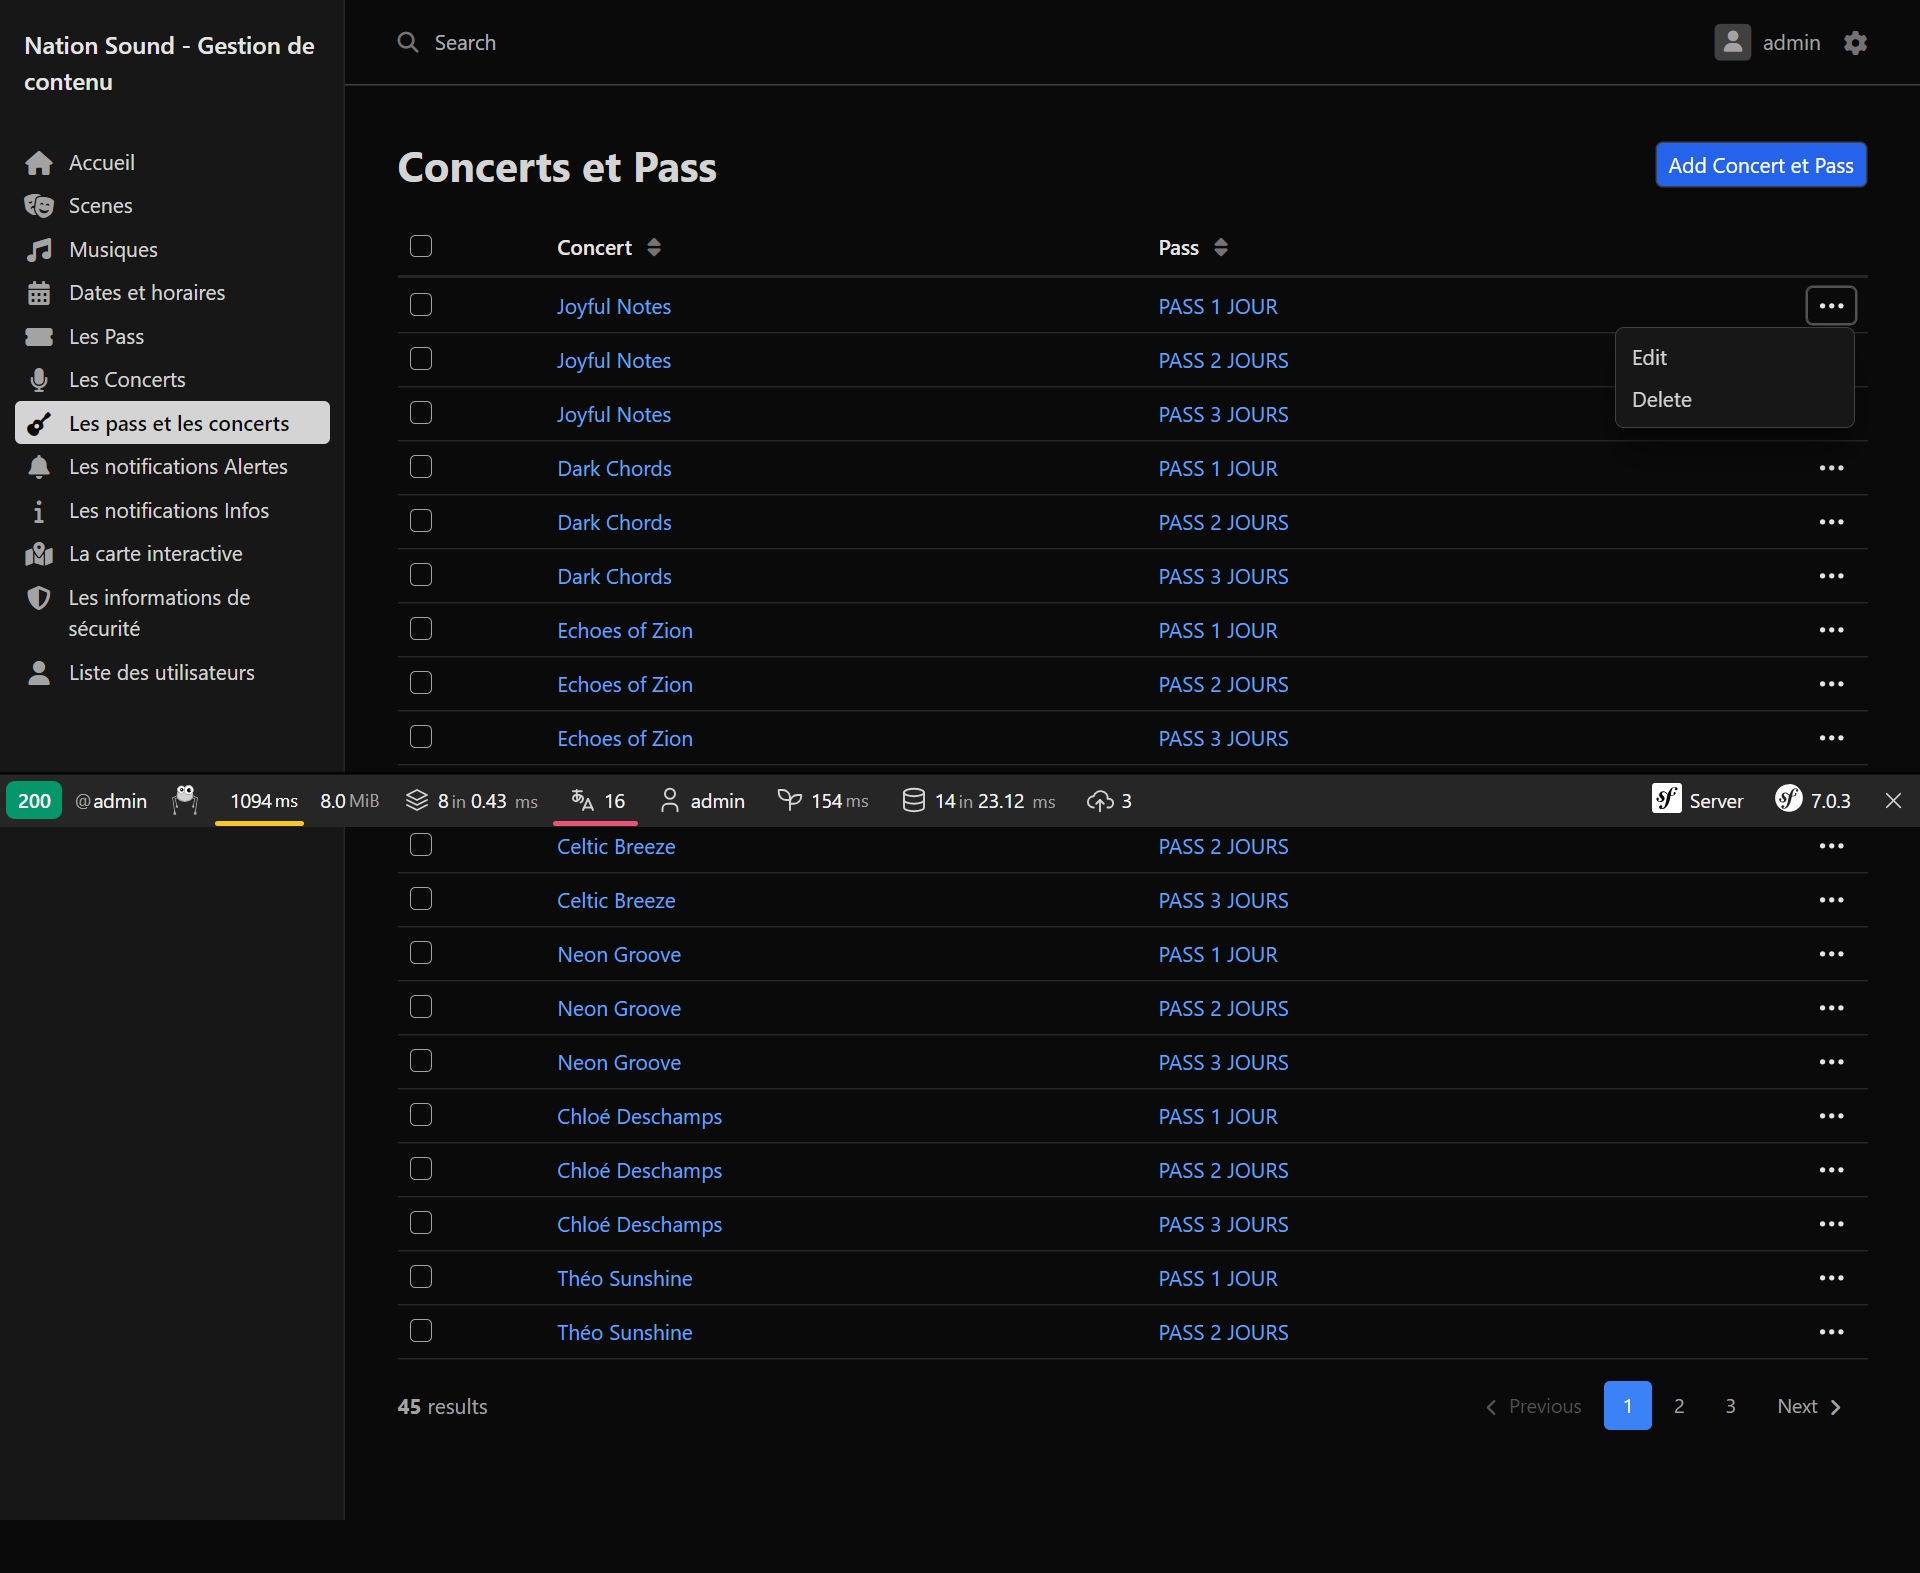 Nation Sound - Gestion de
contenu
Search
admin
Accueil
Scenes
Musiques
Dates et horaires
Les Pass
Les Concerts
Les pass et les concerts
Les notifications Alertes
Les notifications Infos
La carte interactive
Les informations de
sécurité
Liste des utilisateurs
Concerts et Pass
Add Concert et Pass
Concert Pass
Joyful Notes PASS 1 JOUR
Edit
Joyful Notes PASS 2 JOURS
Delete
Joyful Notes PASS 3 JOURS
Dark Chords PASS 1 JOUR
Dark Chords PASS 2 JOURS
Dark Chords PASS 3 JOURS
Echoes of Zion PASS 1 JOUR
Echoes of Zion PASS 2 JOURS
Echoes of Zion PASS 3 JOURS
200 @admin 1094 ms 8.0 MiB 8 in 0.43 ms 16 admin 154 ms 14 in 23.12 ms 3 sf Server sf 7.0.3
Celtic Breeze PASS 2 JOURS
Celtic Breeze PASS 3 JOURS
Neon Groove PASS 1 JOUR
Neon Groove PASS 2 JOURS
Neon Groove PASS 3 JOURS
Chloé Deschamps PASS 1 JOUR
Chloé Deschamps PASS 2 JOURS
Chloé Deschamps PASS 3 JOURS
Théo Sunshine PASS 1 JOUR
Théo Sunshine PASS 2 JOURS
45 results
Previous 1 2 3 Next